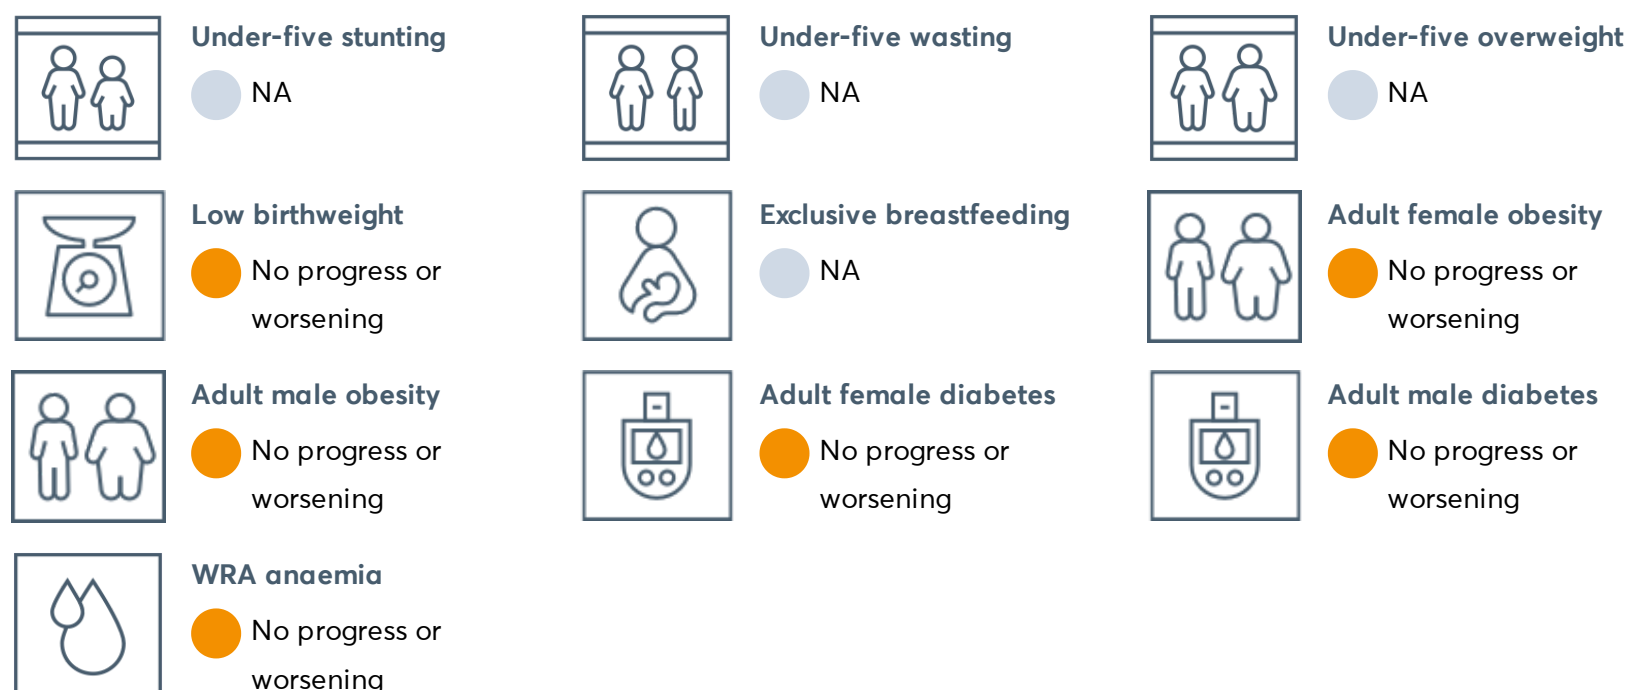 Under-five stunting
NA
Under-five wasting
NA
Under-five overweight
NA
Low birthweight
No progress or
worsening
Exclusive breastfeeding
NA
Adult female obesity
No progress or
worsening
Adult male obesity
No progress or
worsening
Adult female diabetes
No progress or
worsening
Adult male diabetes
No progress or
worsening
WRA anaemia
No progress or
worsening